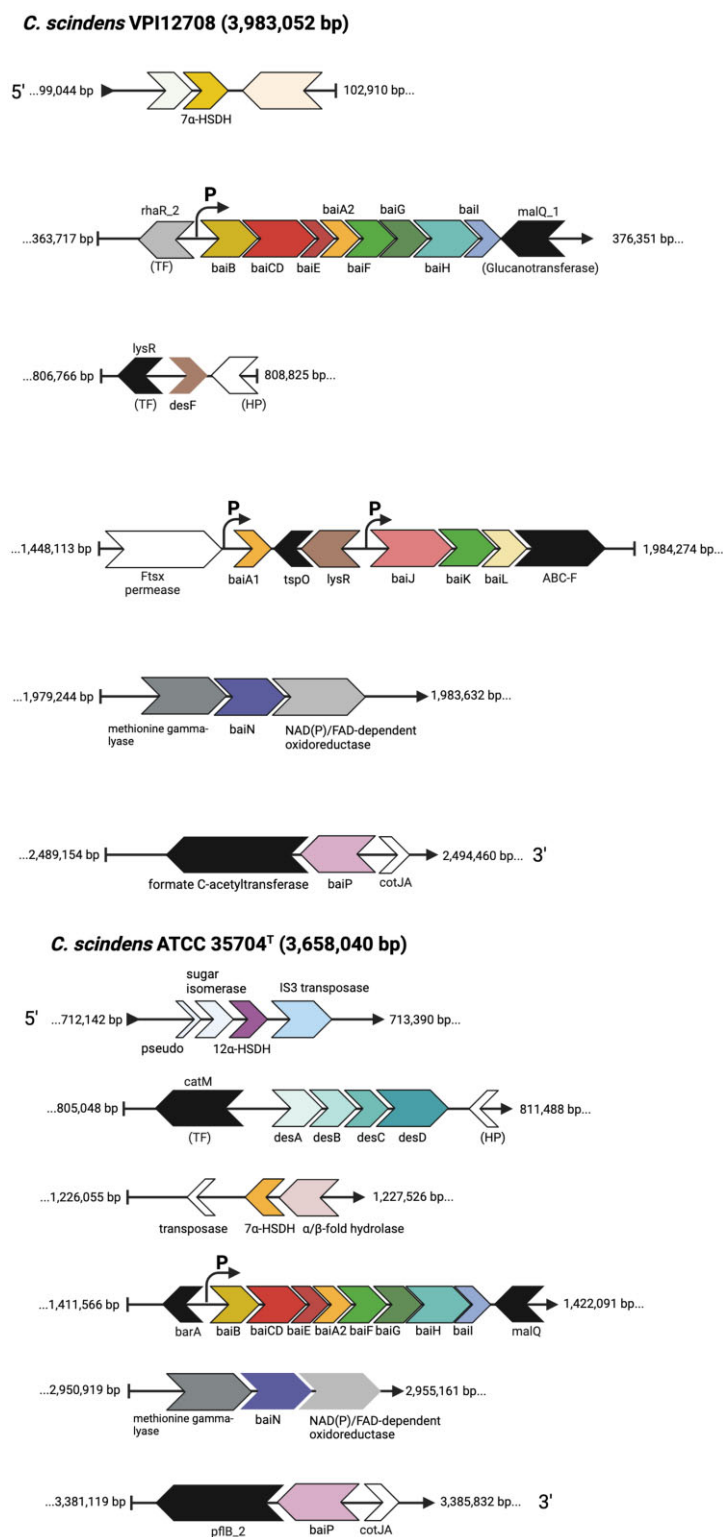 C. scindens VPI12708 (3,983,052 bp)
5' ...99,044 bp
102,910 bp...
7α-HSDH
rhaR_2
P
baiA2
baiG
baiI
malQ_1
...363,717 bp
376,351 bp...
(TF)
baiB
baiCD
baiE
baiF
baiH
(Glucanotransferase)
lysR
...806,766 bp
808,825 bp...
(TF)
desF
(HP)
P
P
...1,448,113 bp
1,984,274 bp...
Ftsx
permease
baiA1
tspO
lysR
baiJ
baiK
baiL
ABC-F
...1,979,244 bp
1,983,632 bp...
methionine gamma-
lyase
baiN
NAD(P)/FAD-dependent
oxidoreductase
...2,489,154 bp
2,494,460 bp... 3'
formate C-acetyltransferase
baiP
cotJA
C. scindens ATCC 35704T (3,658,040 bp)
sugar
isomerase
IS3 transposase
5' ...712,142 bp
713,390 bp...
pseudo
12α-HSDH
catM
...805,048 bp
811,488 bp...
(TF)
desA
desB
desC
desD
(HP)
...1,226,055 bp
1,227,526 bp...
transposase
7α-HSDH
α/β-fold hydrolase
P
...1,411,566 bp
1,422,091 bp...
barA
baiB
baiCD
baiE
baiA2
baiF
baiG
baiH
baiI
malQ
...2,950,919 bp
2,955,161 bp...
methionine gamma-
lyase
baiN
NAD(P)/FAD-dependent
oxidoreductase
...3,381,119 bp
3,385,832 bp... 3'
pflB_2
baiP
cotJA